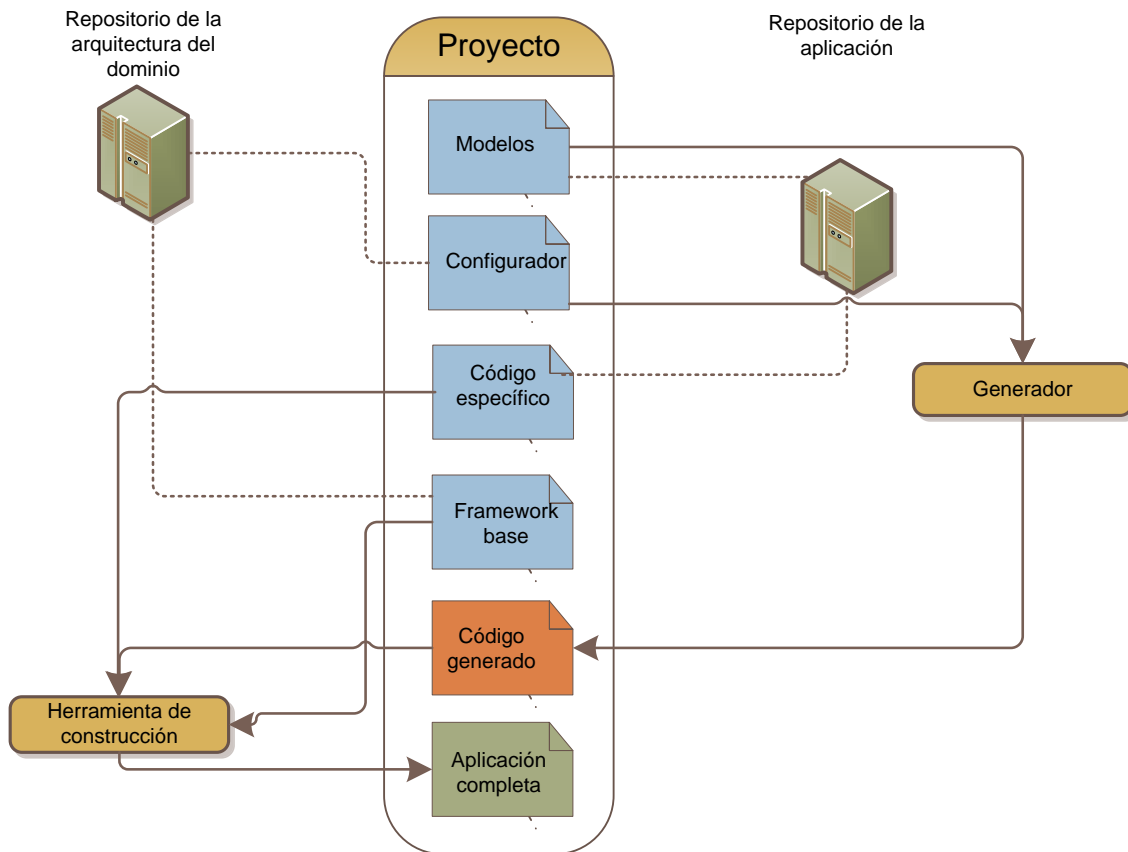 Repositorio de la
arquitectura del
dominio
Proyecto
Repositorio de la
aplicación
Modelos
Configurador
Código
específico
Generador
Framework
base
Código
generado
Herramienta de
construcción
Aplicación
completa